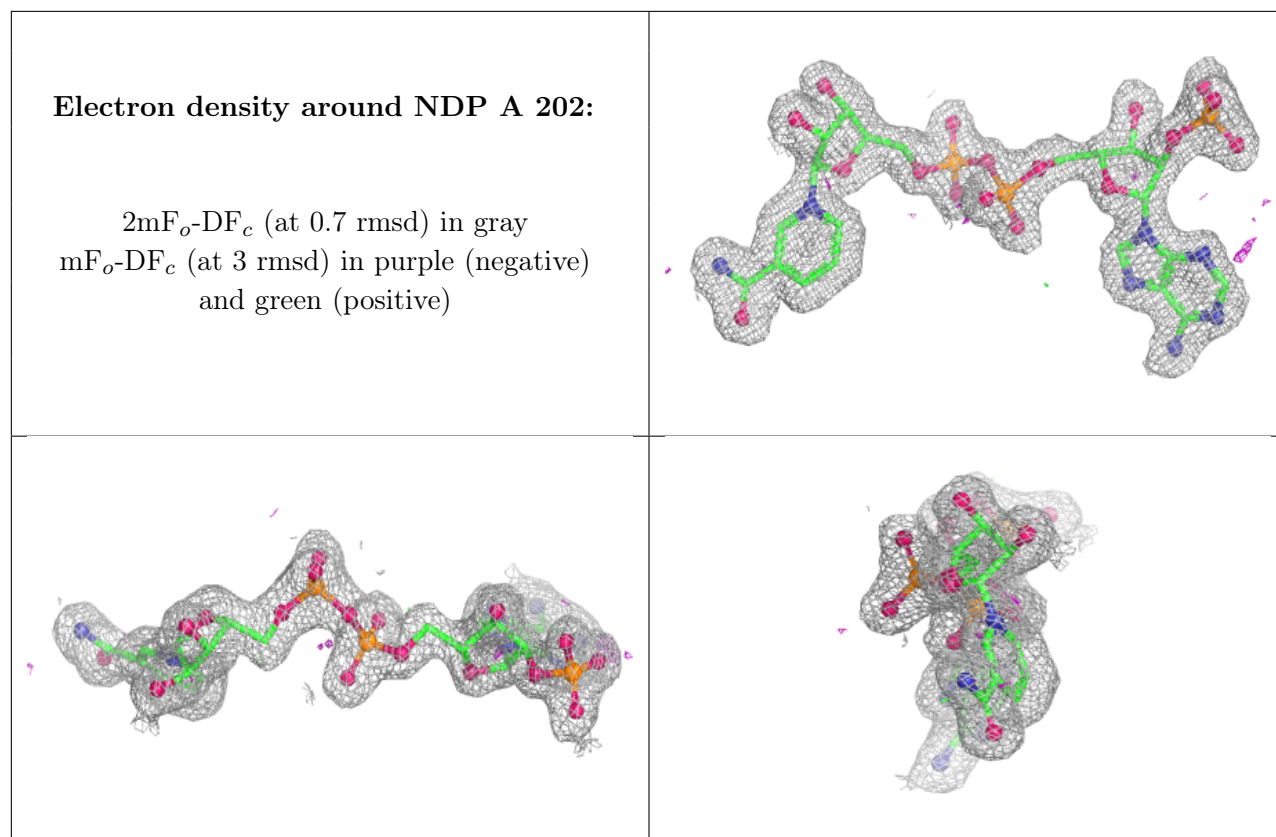 Electron density around NDP A 202:
2mFo-DFc (at 0.7 rmsd) in gray
mFo-DFc (at 3 rmsd) in purple (negative)
and green (positive)